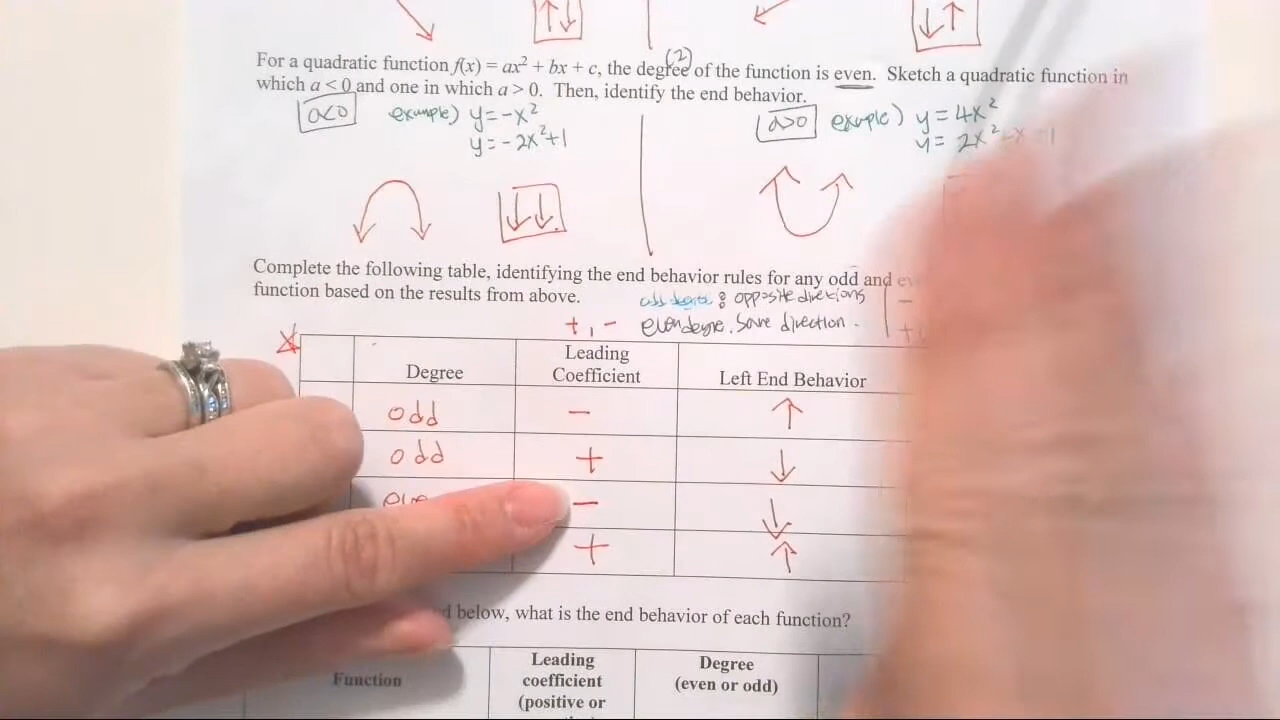 (2)
For a quadratic function f(x) = ax² + bx + c, the degree of the function is even. Sketch a quadratic function in
which a < 0 and one in which a > 0. Then, identify the end behavior.
a<0 example) y=-x² a>0 exmple) y = 4x²
y=-2x²+1 y= 2x²-x
Complete the following table, identifying the end behavior rules for any odd and
function based on the results from above. odd degree : opposite directions -
+, - even degree. Same direction. +
Degree Leading Coefficient Left End Behavior
odd - ↑
odd + ↓
- ↓
+ ↑
below, what is the end behavior of each function?
Function Leading coefficient (positive or Degree (even or odd)